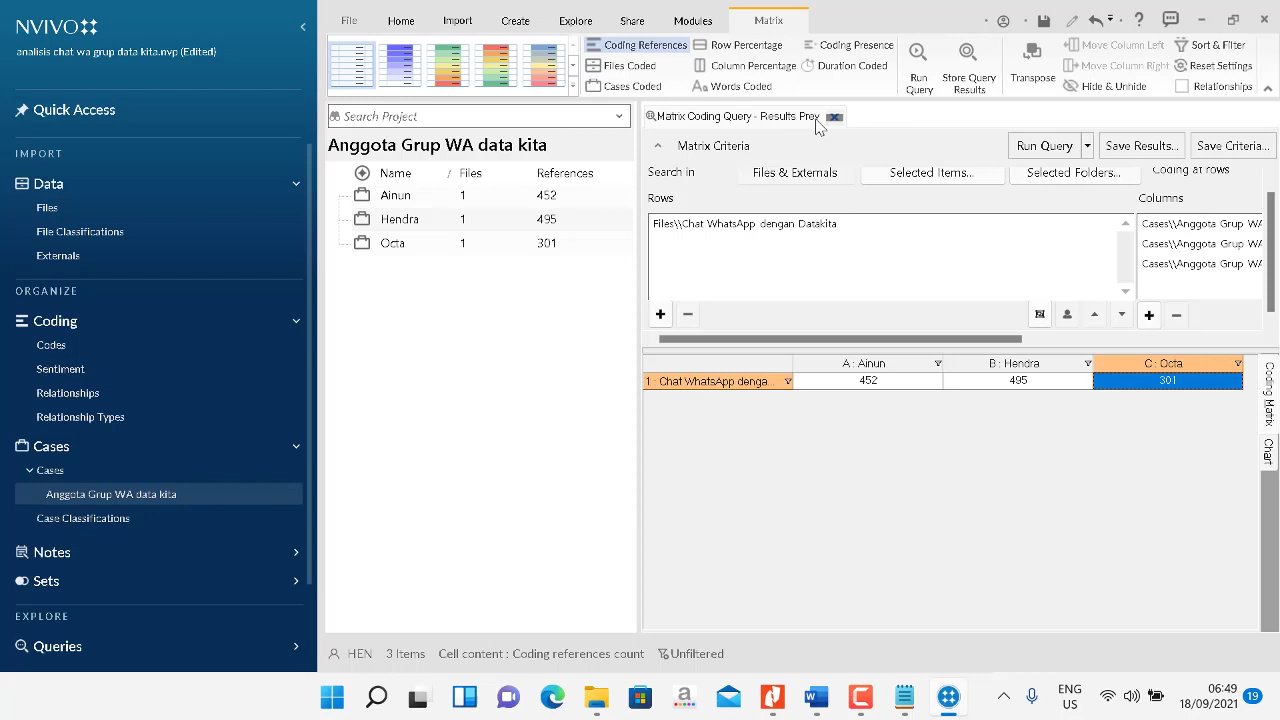 NVIVO
analisis chat wa grup data kita.nvp (Edited)
Quick Access
IMPORT
Data
Files
File Classifications
Externals
ORGANIZE
Coding
Codes
Sentiment
Relationships
Relationship Types
Cases
Cases
Anggota Grup WA data kita
Case Classifications
Notes
Sets
EXPLORE
Queries
File Home Import Create Explore Share Modules Matrix
Coding References Row Percentage Coding Presence
Files Coded Column Percentage Duration Coded
Cases Coded Words Coded
Run Query
Store Query Results
Transpose
Move Column Left
Move Column Right
Hide & Unhide
Sort & Filter
Reset Settings
Relationships
Search Project
Anggota Grup WA data kita
Name / Files References
Ainun 1 452
Hendra 1 495
Octa 1 301
Matrix Coding Query - Results Prev
Matrix Criteria Run Query Save Results... Save Criteria...
Search in Files & Externals Selected Items... Selected Folders... Coding at rows
Rows Columns
Files\\Chat WhatsApp dengan Datakita
Cases\\Anggota Grup WA
Cases\\Anggota Grup WA
Cases\\Anggota Grup WA
A : Ainun B : Hendra C : Octa
1 : Chat WhatsApp denga... 452 495 301
Coding Matrix
Chart
HEN 3 Items Cell content : Coding references count Unfiltered
ENG US
06:49
18/09/2021
19